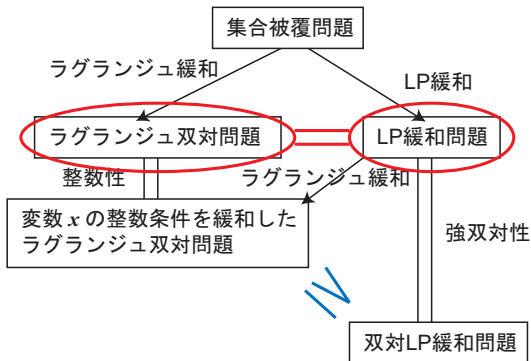 集合被覆問題
ラグランジュ緩和
LP緩和
ラグランジュ双対問題
LP緩和問題
整数性
ラグランジュ緩和
変数 x の整数条件を緩和した
ラグランジュ双対問題
強双対性
双対LP緩和問題